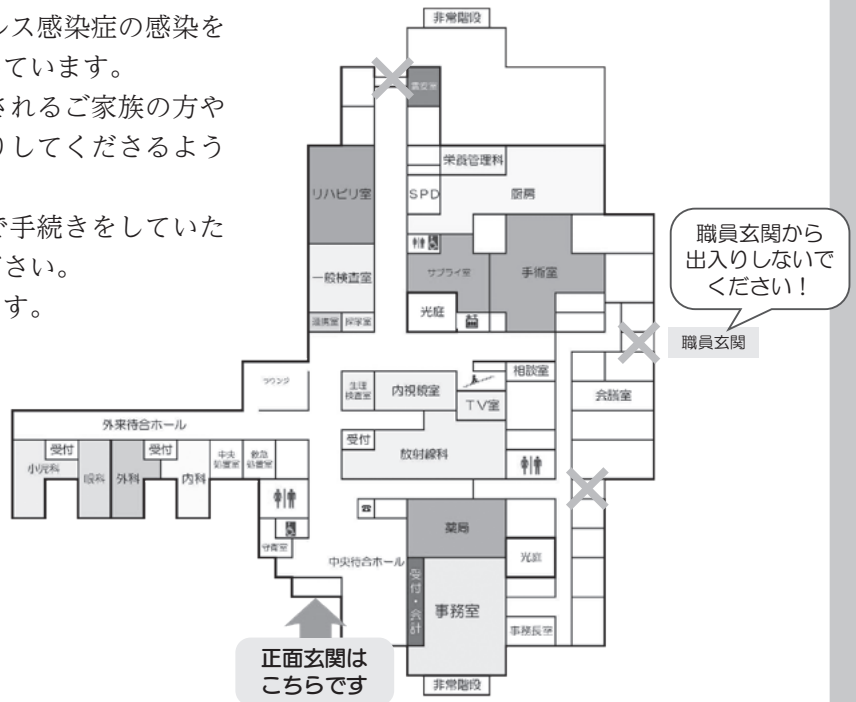 ルス感染症の感染を
ています。
されるご家族の方や
りしてくださるよう
で手続きをしていた
ださい。
ます。
非常階段
霊安室
栄養管理科
リハビリ室
SPD
厨房
職員玄関から
出入りしないで
ください！
サプライ室
手術室
一般検査室
光庭
採尿室
職員玄関
ラウンジ
生理
検査室
内視鏡室
相談室
TV室
会議室
外来待合ホール
受付
受付
中央
処置室
救急
処置室
受付
放射線科
小児科
眼科
外科
内科
薬局
守衛室
中央待合ホール
光庭
受付・会計
事務室
事務長室
正面玄関は
こちらです
非常階段